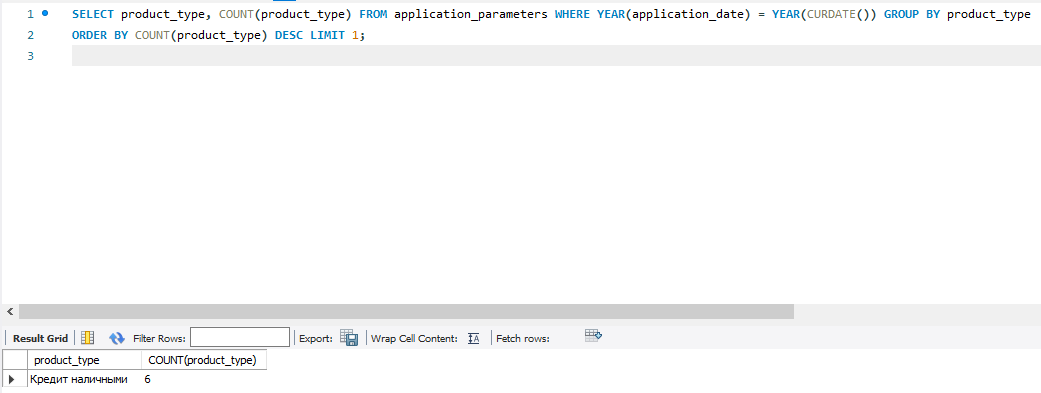 1 SELECT product_type, COUNT(product_type) FROM application_parameters WHERE YEAR(application_date) = YEAR(CURDATE()) GROUP BY product_type
2 ORDER BY COUNT(product_type) DESC LIMIT 1;
3
Result Grid Filter Rows: Export: Wrap Cell Content: IA Fetch rows:
product_type COUNT(product_type)
Кредит наличными 6